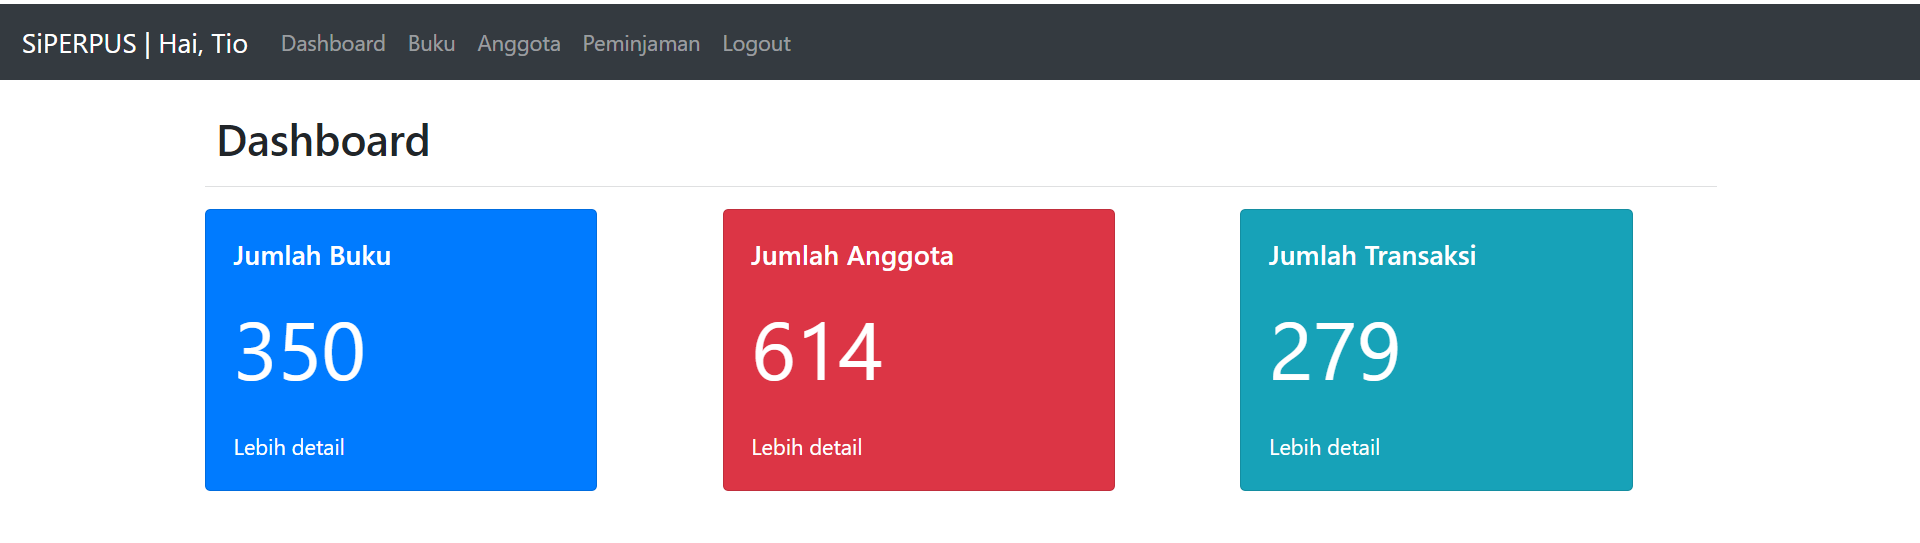 SiPERPUS | Hai, Tio Dashboard Buku Anggota Peminjaman Logout
Dashboard
Jumlah Buku
350
Lebih detail
Jumlah Anggota
614
Lebih detail
Jumlah Transaksi
279
Lebih detail